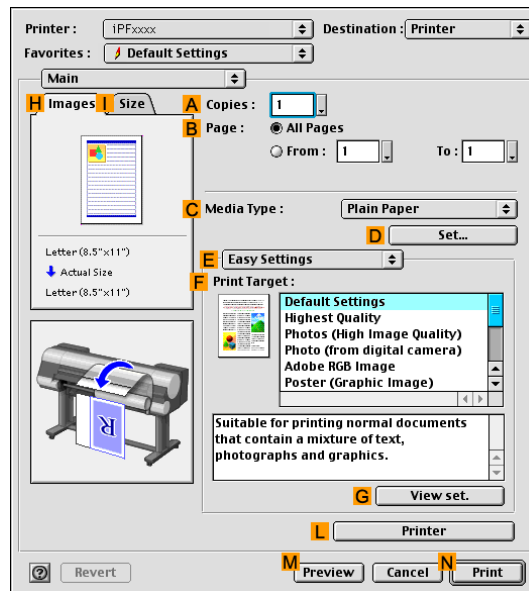 Printer : iPFxxxx Destination : Printer
Favorites : Default Settings
Main
H Images I Size
A Copies : 1
B Page : All Pages
From : 1 To : 1
C Media Type : Plain Paper
D Set...
E Easy Settings
F Print Target :
Default Settings
Highest Quality
Photos (High Image Quality)
Photo (from digital camera)
Adobe RGB Image
Poster (Graphic Image)
Letter (8.5"x11")
Actual Size
Letter (8.5"x11")
R
Suitable for printing normal documents
that contain a mixture of text,
photographs and graphics.
G View set.
L Printer
? Revert M Preview Cancel N Print